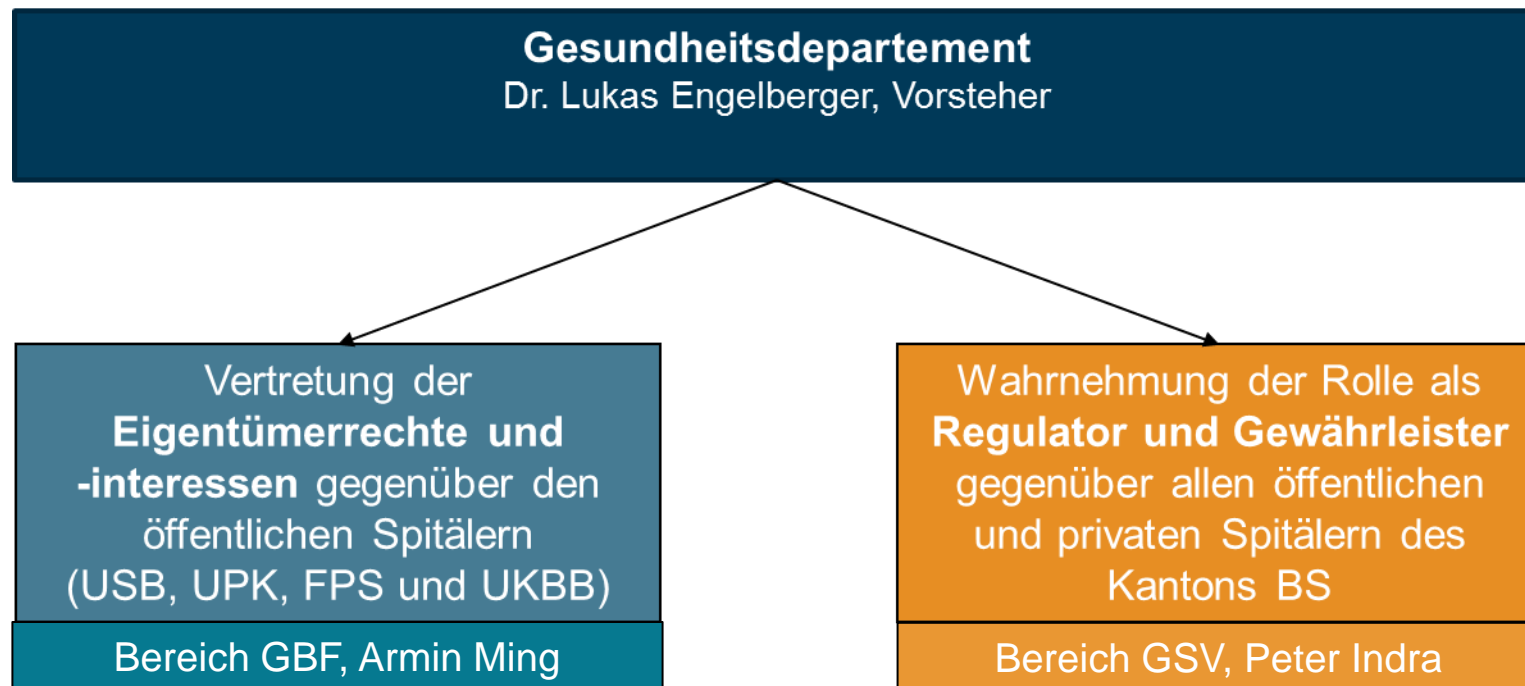 Gesundheitsdepartement
Dr. Lukas Engelberger, Vorsteher
Vertretung der
Eigentümerrechte und
-interessen gegenüber den
öffentlichen Spitälern
(USB, UPK, FPS und UKBB)
Bereich GBF, Armin Ming
Wahrnehmung der Rolle als
Regulator und Gewährleister
gegenüber allen öffentlichen
und privaten Spitälern des
Kantons BS
Bereich GSV, Peter Indra